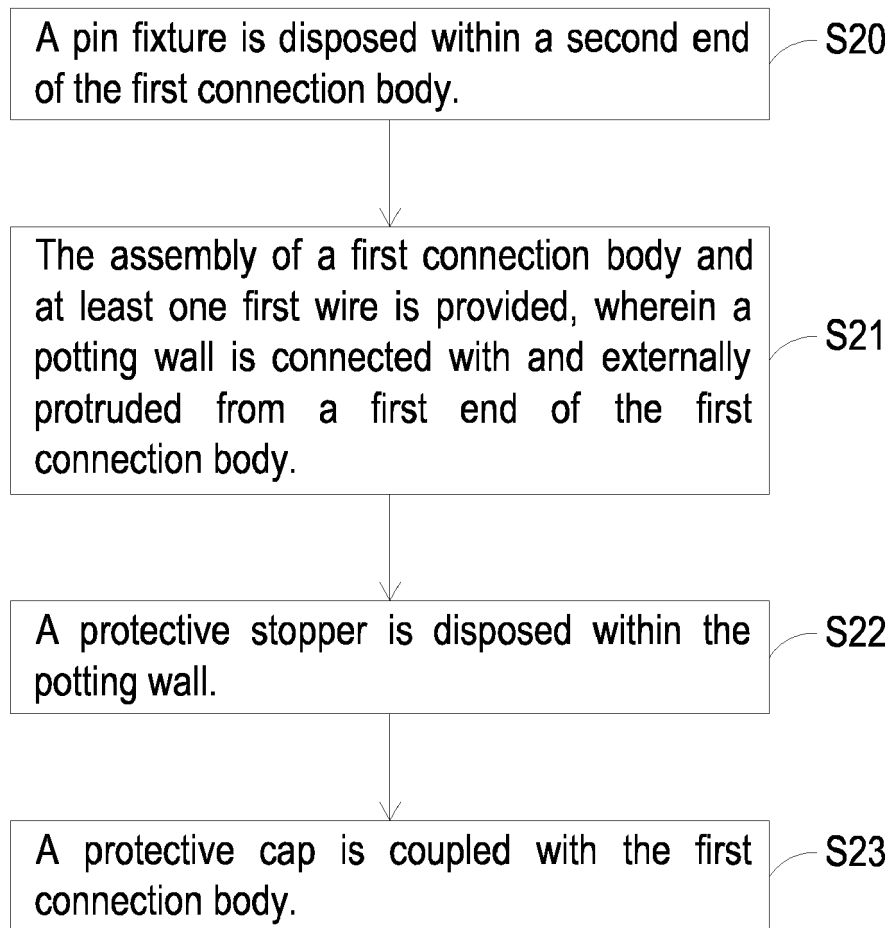 A pin fixture is disposed within a second end
of the first connection body.
S20
The assembly of a first connection body and
at least one first wire is provided, wherein a
potting wall is connected with and externally
protruded from a first end of the first
connection body.
S21
A protective stopper is disposed within the
potting wall.
S22
A protective cap is coupled with the first
connection body.
S23